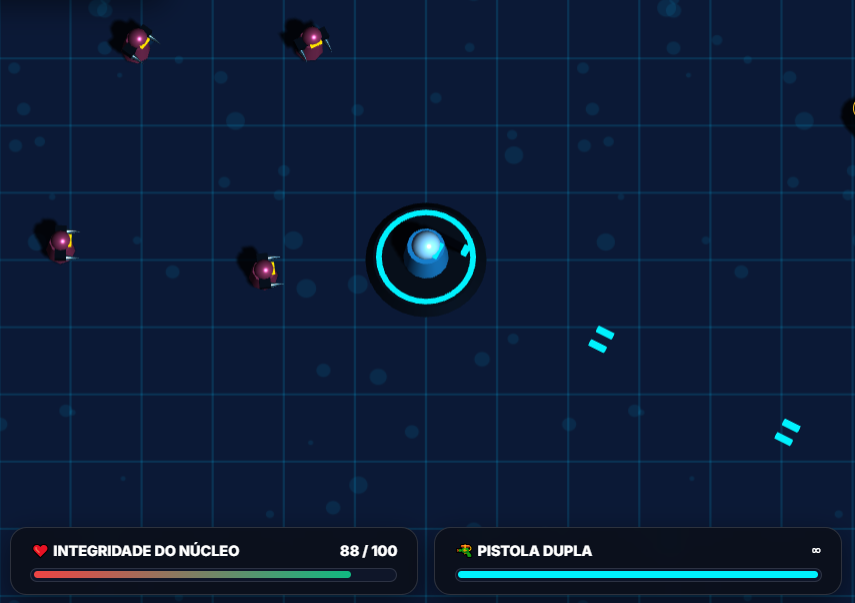 INTEGRIDADE DO NÚCLEO 88 / 100
PISTOLA DUPLA ∞